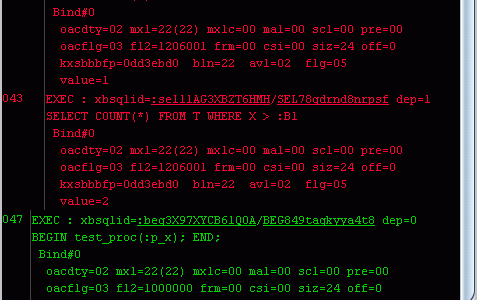 Bind#0
oacdty=02 mxl=22(22) mxlc=00 mal=00 scl=00 pre=00
oacflg=03 fl2=1206001 frm=00 csi=00 siz=24 off=0
kxsbbbfp=0dd3ebd0 bln=22 avl=02 flg=05
value=1
043 EXEC : xbsqlid=:sel11AG3XBZT6HMH/SEL78gdrnd8nrpsf dep=1
SELECT COUNT(*) FROM T WHERE X > :B1
Bind#0
oacdty=02 mxl=22(22) mxlc=00 mal=00 scl=00 pre=00
oacflg=03 fl2=1206001 frm=00 csi=00 siz=24 off=0
kxsbbbfp=0dd3ebd0 bln=22 avl=02 flg=05
value=2
047 EXEC : xbsqlid=:beg3X97XYCB61Q0A/BEG849tagkyya4t8 dep=0
BEGIN test_proc(:p_x); END;
Bind#0
oacdty=02 mxl=22(22) mxlc=00 mal=00 scl=00 pre=00
oacflg=03 fl2=1000000 frm=00 csi=00 siz=24 off=0